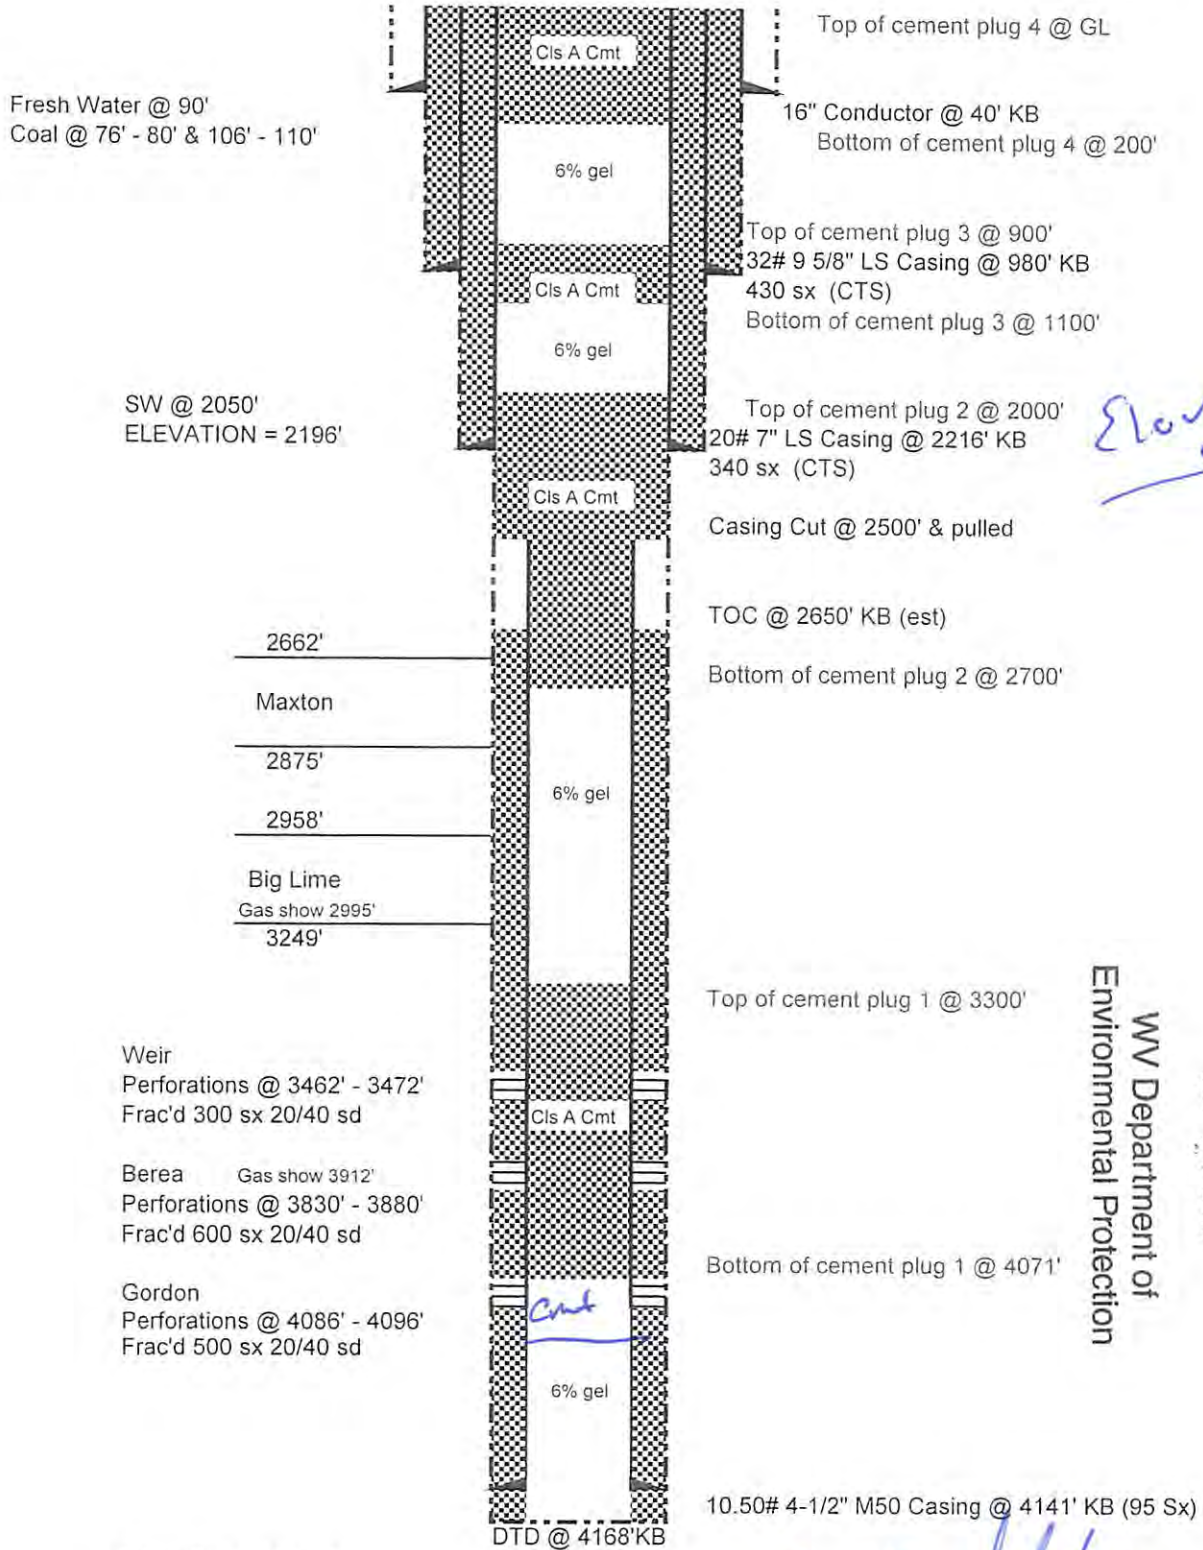 Top of cement plug 4 @ GL
Cls A Cmt
Fresh Water @ 90'
Coal @ 76' - 80' & 106' - 110'
16" Conductor @ 40' KB
Bottom of cement plug 4 @ 200'
6% gel
Top of cement plug 3 @ 900'
32# 9 5/8" LS Casing @ 980' KB
430 sx (CTS)
Bottom of cement plug 3 @ 1100'
Cls A Cmt
6% gel
SW @ 2050'
ELEVATION = 2196'
Top of cement plug 2 @ 2000'
20# 7" LS Casing @ 2216' KB
340 sx (CTS)
Cls A Cmt
Casing Cut @ 2500' & pulled
TOC @ 2650' KB (est)
2662'
Bottom of cement plug 2 @ 2700'
Maxton
2875'
6% gel
2958'
Big Lime
Gas show 2995'
3249'
Top of cement plug 1 @ 3300'
WV Department of
Environmental Protection
Weir
Perforations @ 3462' - 3472'
Frac'd 300 sx 20/40 sd
Cls A Cmt
Berea Gas show 3912'
Perforations @ 3830' - 3880'
Frac'd 600 sx 20/40 sd
Bottom of cement plug 1 @ 4071'
Gordon
Perforations @ 4086' - 4096'
Frac'd 500 sx 20/40 sd
Cmt
6% gel
10.50# 4-1/2" M50 Casing @ 4141' KB (95 Sx)
DTD @ 4168'KB